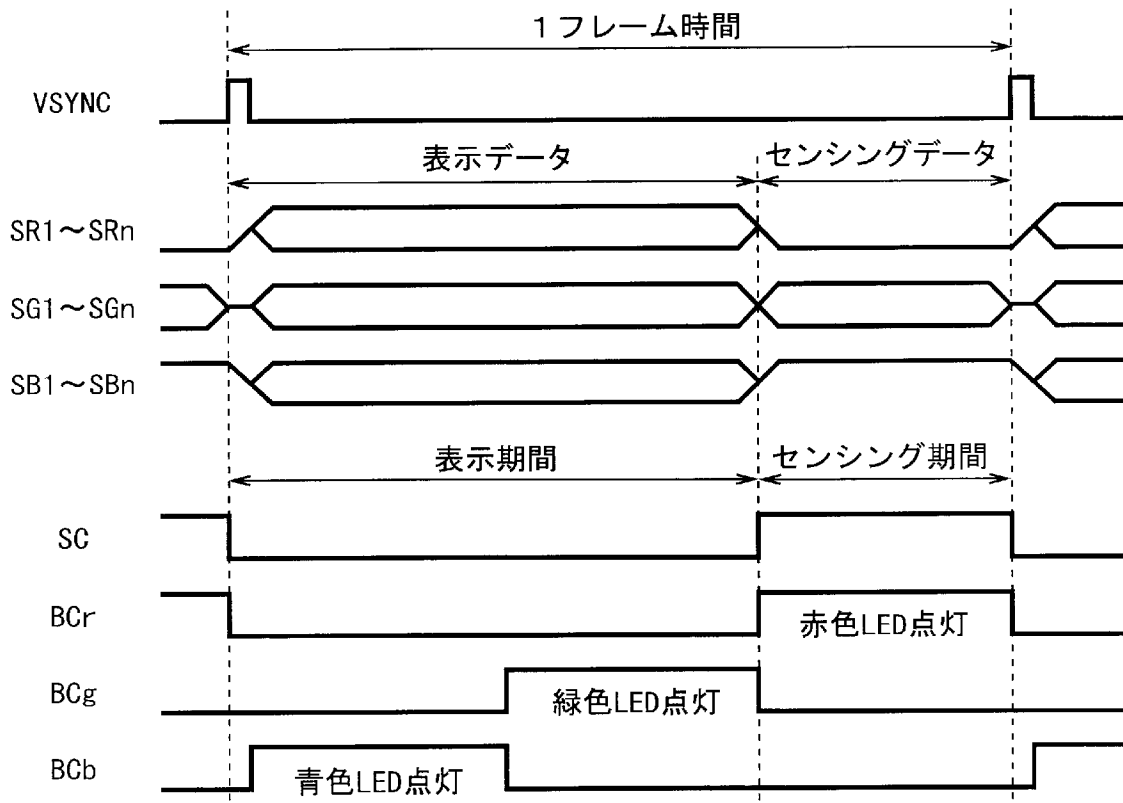 1フレーム時間
VSYNC
表示データ
センシングデータ
SR1～SRn
SG1～SGn
SB1～SBn
表示期間
センシング期間
SC
BCr
赤色LED点灯
BCg
緑色LED点灯
BCb
青色LED点灯